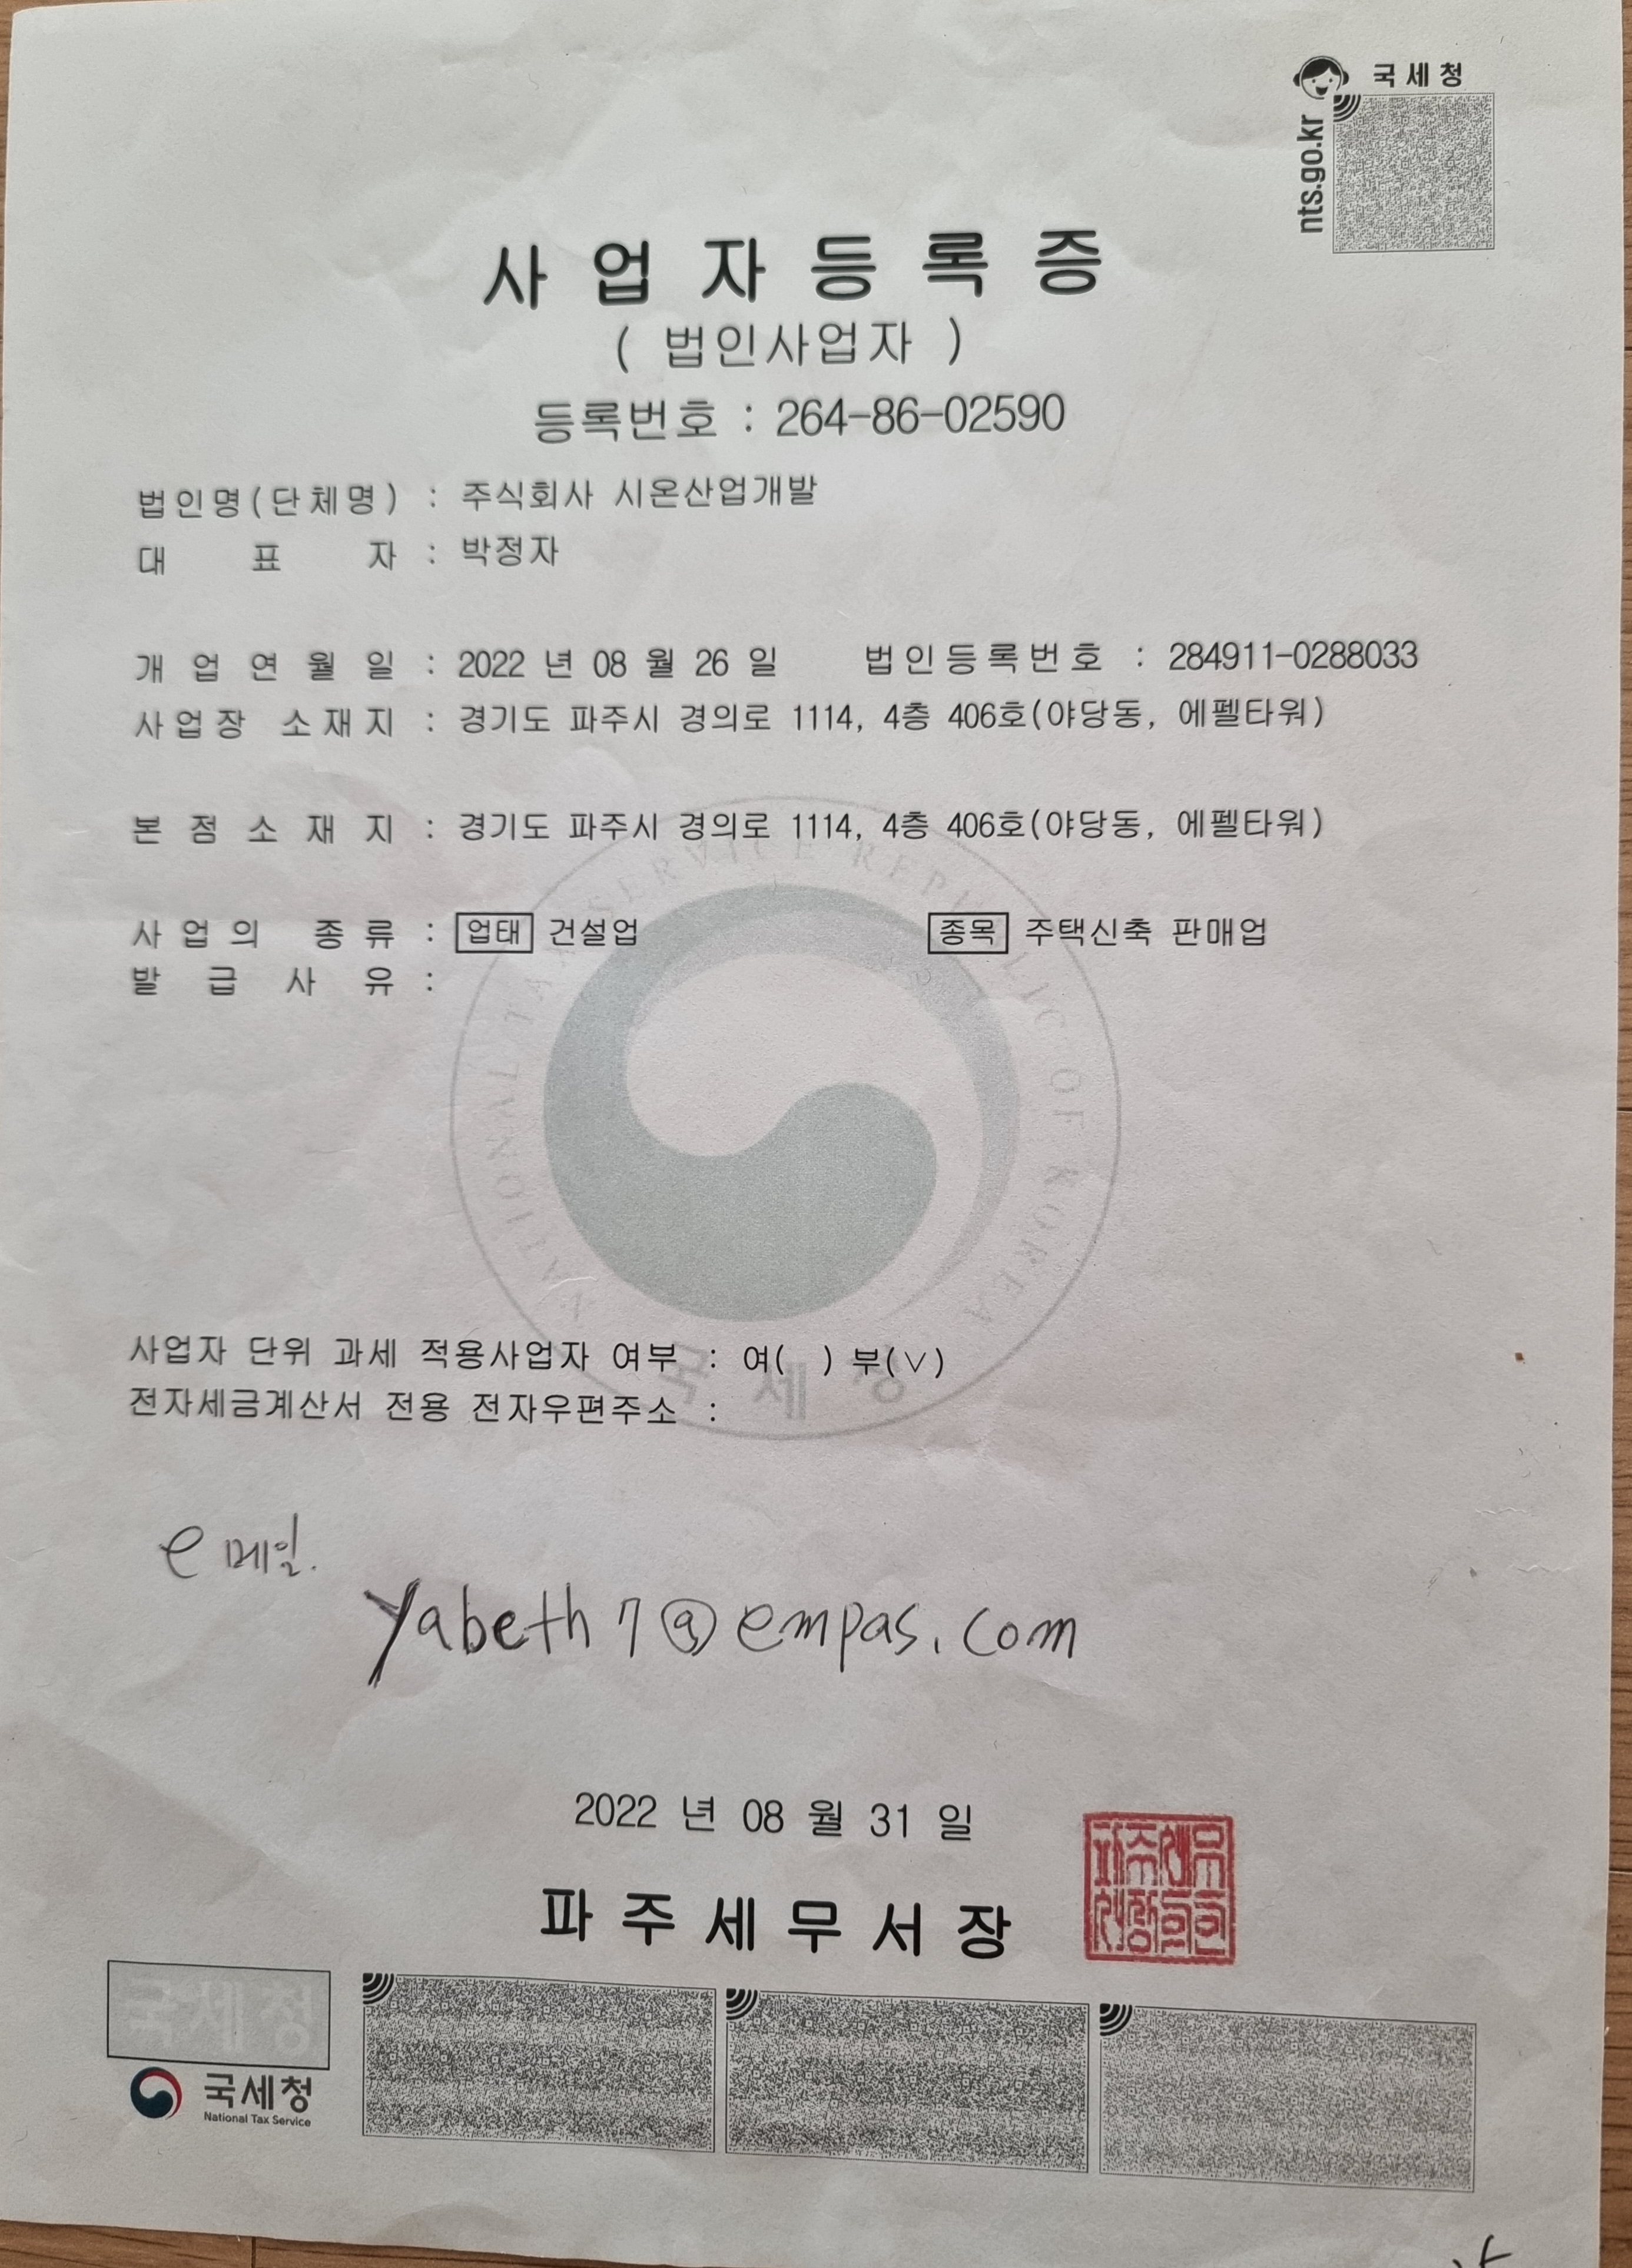 국세청
nts.go.kr
사업자등록증
( 법인사업자 )
등록번호 : 264-86-02590
법인명(단체명) : 주식회사 시온산업개발
대 표 자 : 박정자
개 업 연 월 일 : 2022 년 08 월 26 일 법인등록번호 : 284911-0288033
사업장 소재지 : 경기도 파주시 경의로 1114, 4층 406호(야당동, 에펠타워)
본 점 소 재 지 : 경기도 파주시 경의로 1114, 4층 406호(야당동, 에펠타워)
사 업 의 종 류 : 업태 건설업 종목 주택신축 판매업
발 급 사 유 :
NATIONAL TAX SERVICE REPUBLIC OF KOREA
국세청
사업자 단위 과세 적용사업자 여부 : 여( ) 부(∨)
전자세금계산서 전용 전자우편주소 :
e 메일.
yabeth7@empas.com
2022 년 08 월 31 일
파주세무서장
국세청
국세청
National Tax Service